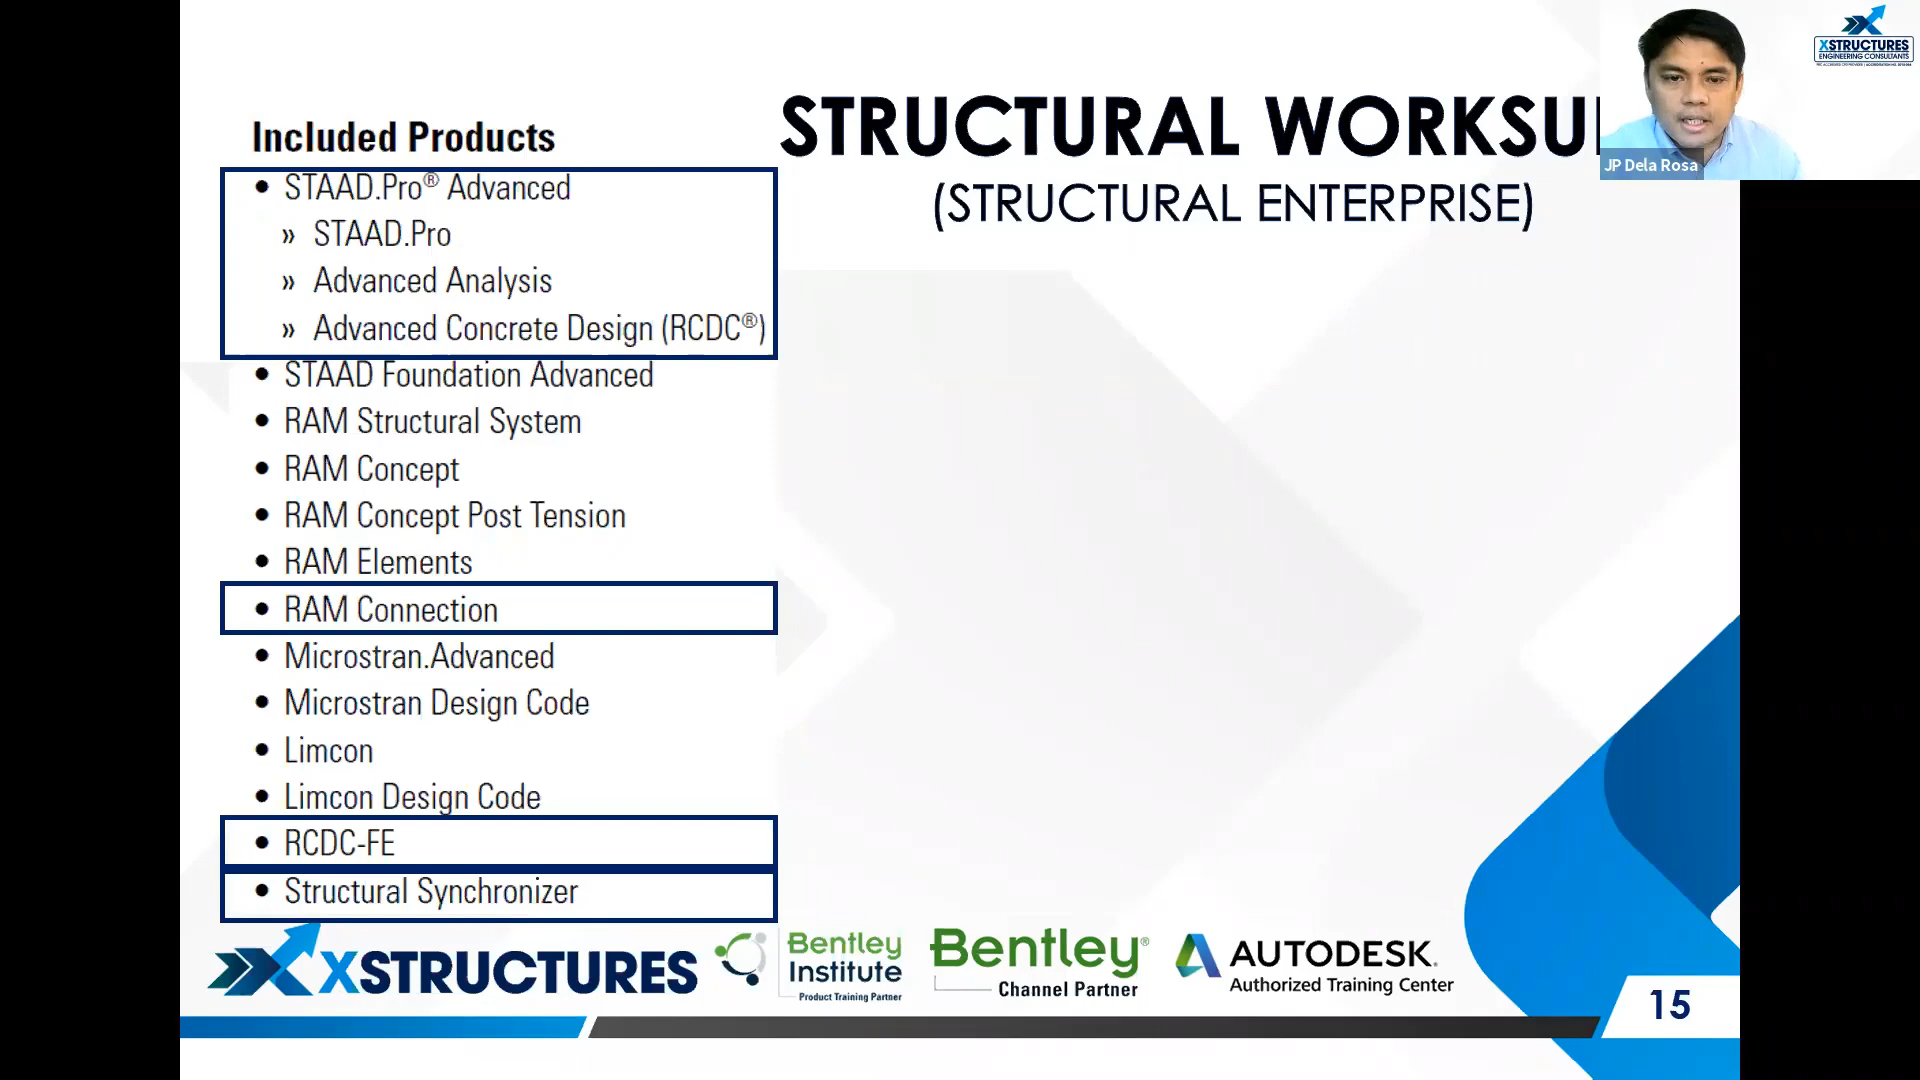 STRUCTURAL WORKSU
(STRUCTURAL ENTERPRISE)
Included Products
• STAAD.Pro® Advanced
» STAAD.Pro
» Advanced Analysis
» Advanced Concrete Design (RCDC®)
• STAAD Foundation Advanced
• RAM Structural System
• RAM Concept
• RAM Concept Post Tension
• RAM Elements
• RAM Connection
• Microstran.Advanced
• Microstran Design Code
• Limcon
• Limcon Design Code
• RCDC-FE
• Structural Synchronizer
JP Dela Rosa
XSTRUCTURES
ENGINEERING CONSULTANTS
XSTRUCTURES
Bentley
Institute
Product Training Partner
Bentley®
Channel Partner
AUTODESK.
Authorized Training Center
15